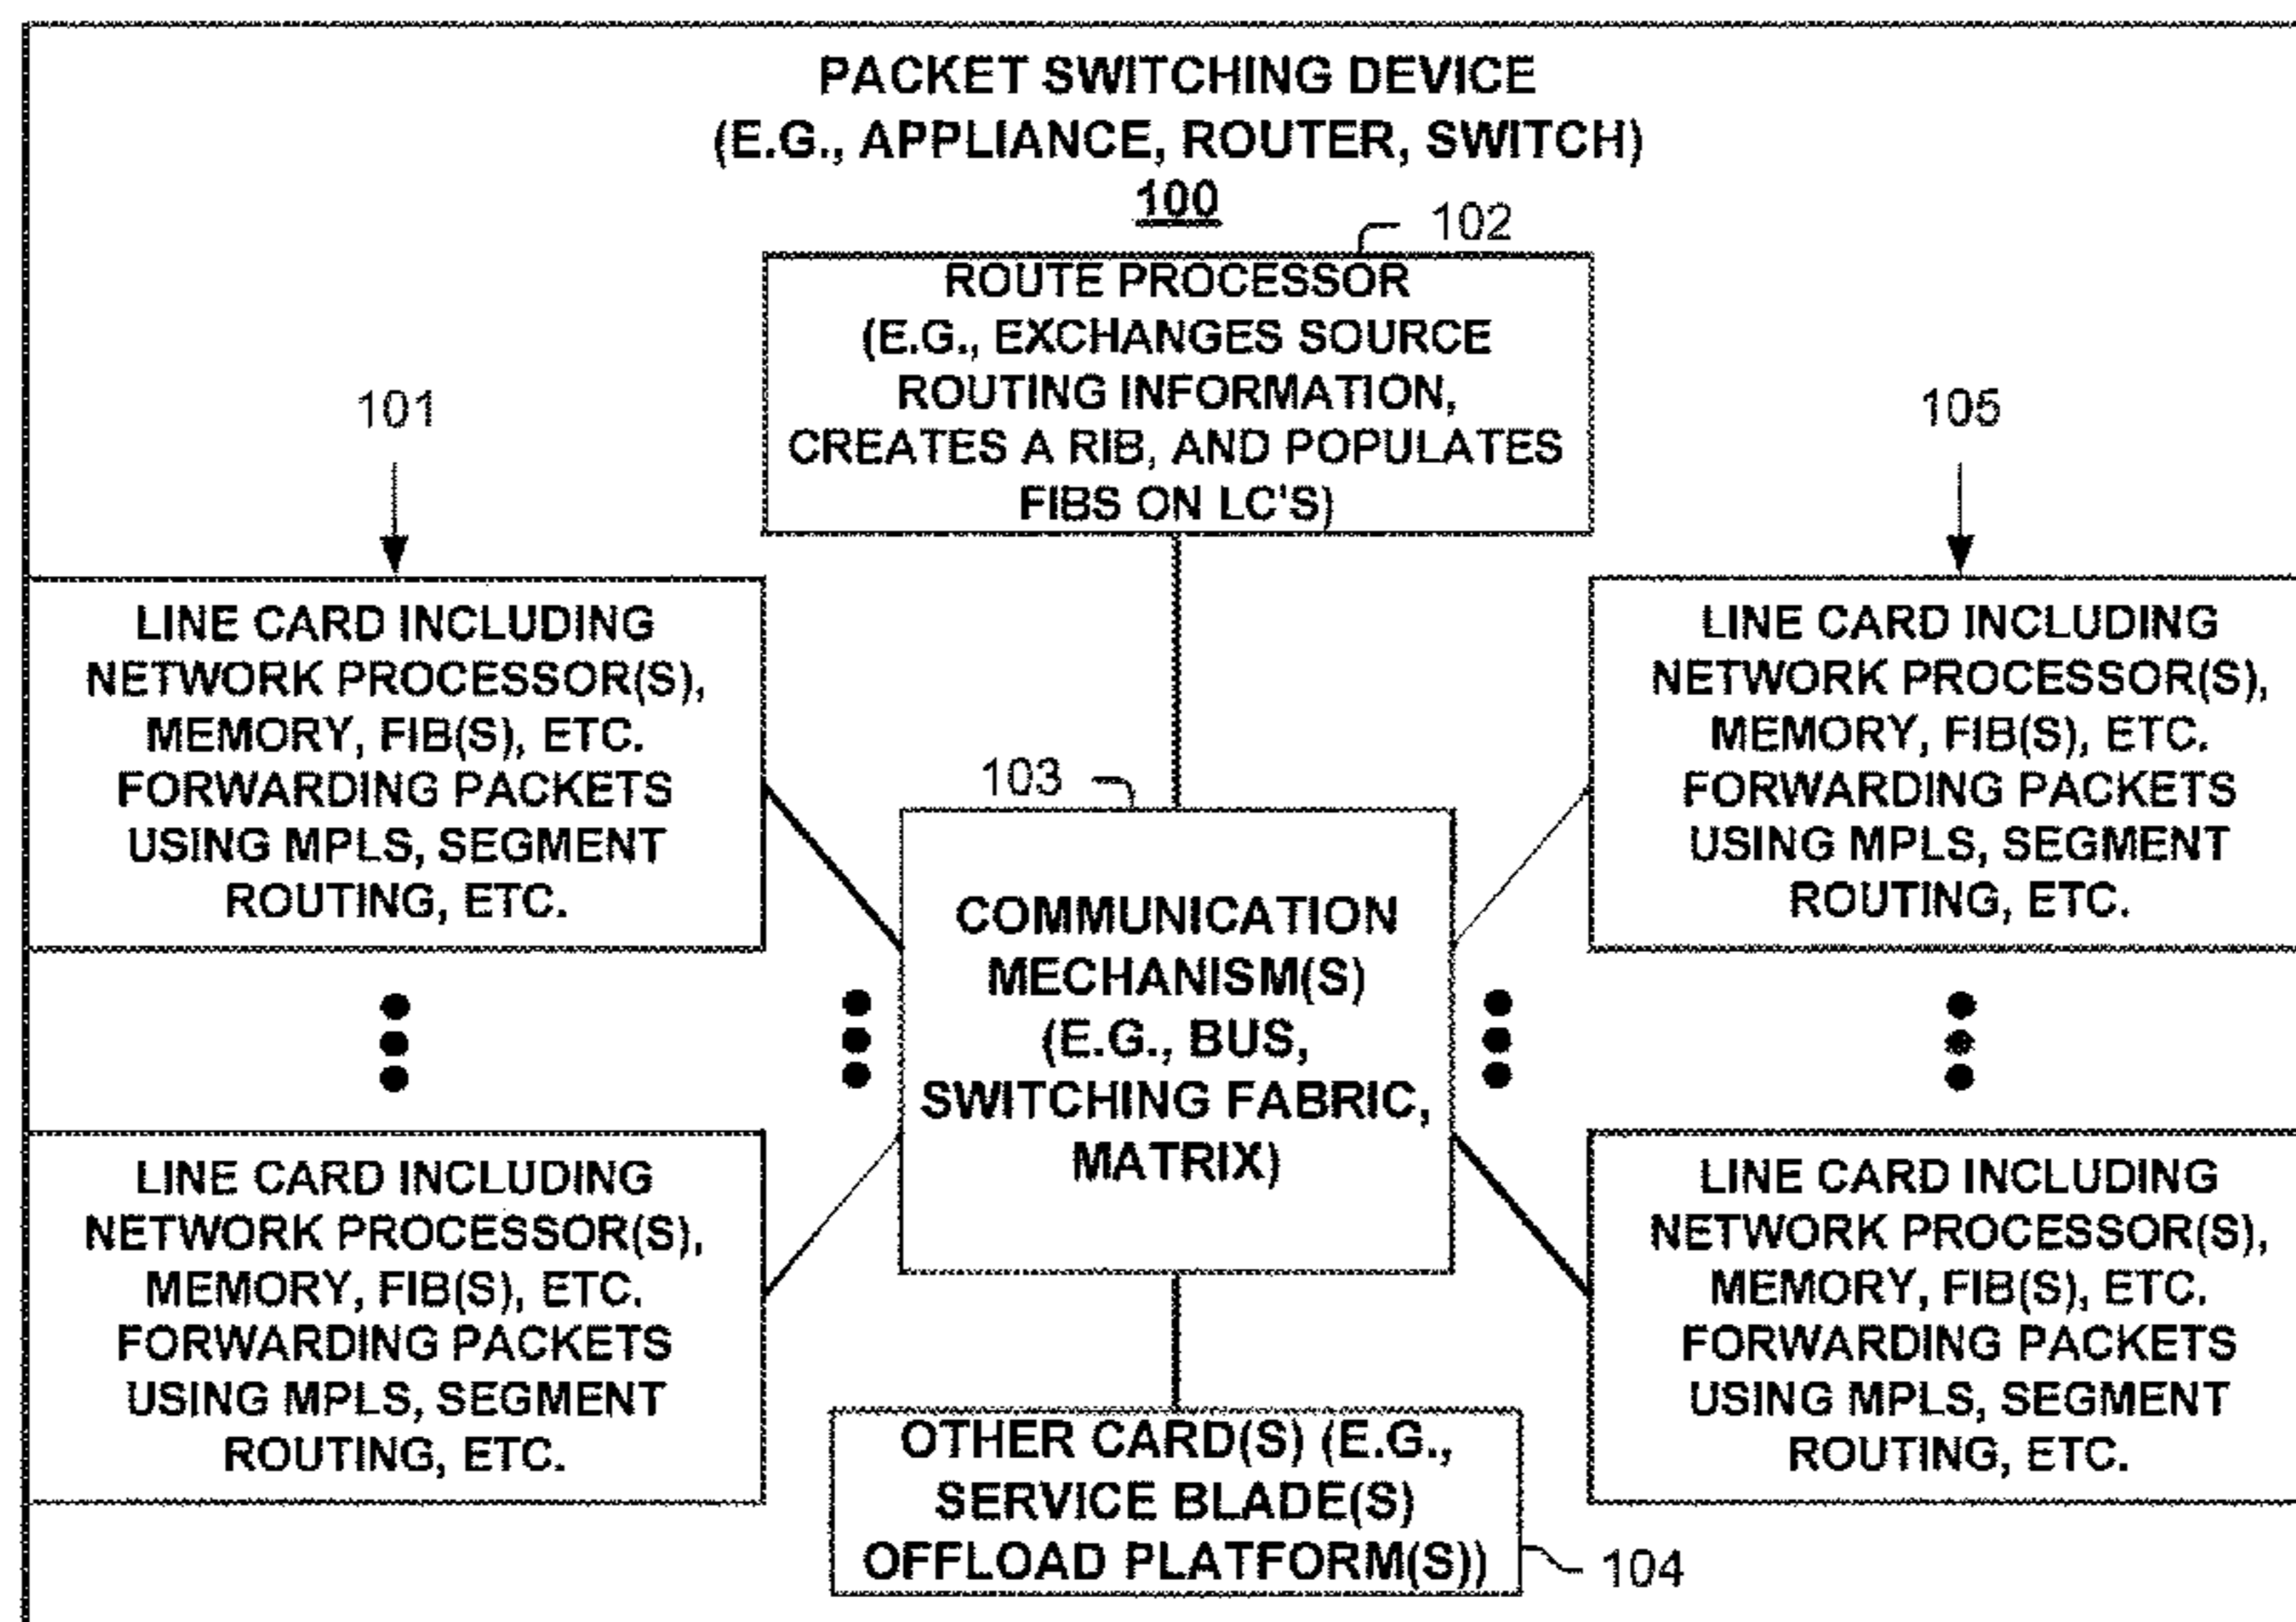 PACKET SWITCHING DEVICE
(E.G., APPLIANCE, ROUTER, SWITCH)
100
102
ROUTE PROCESSOR
(E.G., EXCHANGES SOURCE
ROUTING INFORMATION,
CREATES A RIB, AND POPULATES
FIBS ON LC'S)
101
105
LINE CARD INCLUDING
NETWORK PROCESSOR(S),
MEMORY, FIB(S), ETC.
FORWARDING PACKETS
USING MPLS, SEGMENT
ROUTING, ETC.
LINE CARD INCLUDING
NETWORK PROCESSOR(S),
MEMORY, FIB(S), ETC.
FORWARDING PACKETS
USING MPLS, SEGMENT
ROUTING, ETC.
103
COMMUNICATION
MECHANISM(S)
(E.G., BUS,
SWITCHING FABRIC,
MATRIX)
LINE CARD INCLUDING
NETWORK PROCESSOR(S),
MEMORY, FIB(S), ETC.
FORWARDING PACKETS
USING MPLS, SEGMENT
ROUTING, ETC.
LINE CARD INCLUDING
NETWORK PROCESSOR(S),
MEMORY, FIB(S), ETC.
FORWARDING PACKETS
USING MPLS, SEGMENT
ROUTING, ETC.
OTHER CARD(S) (E.G.,
SERVICE BLADE(S)
OFFLOAD PLATFORM(S))
104